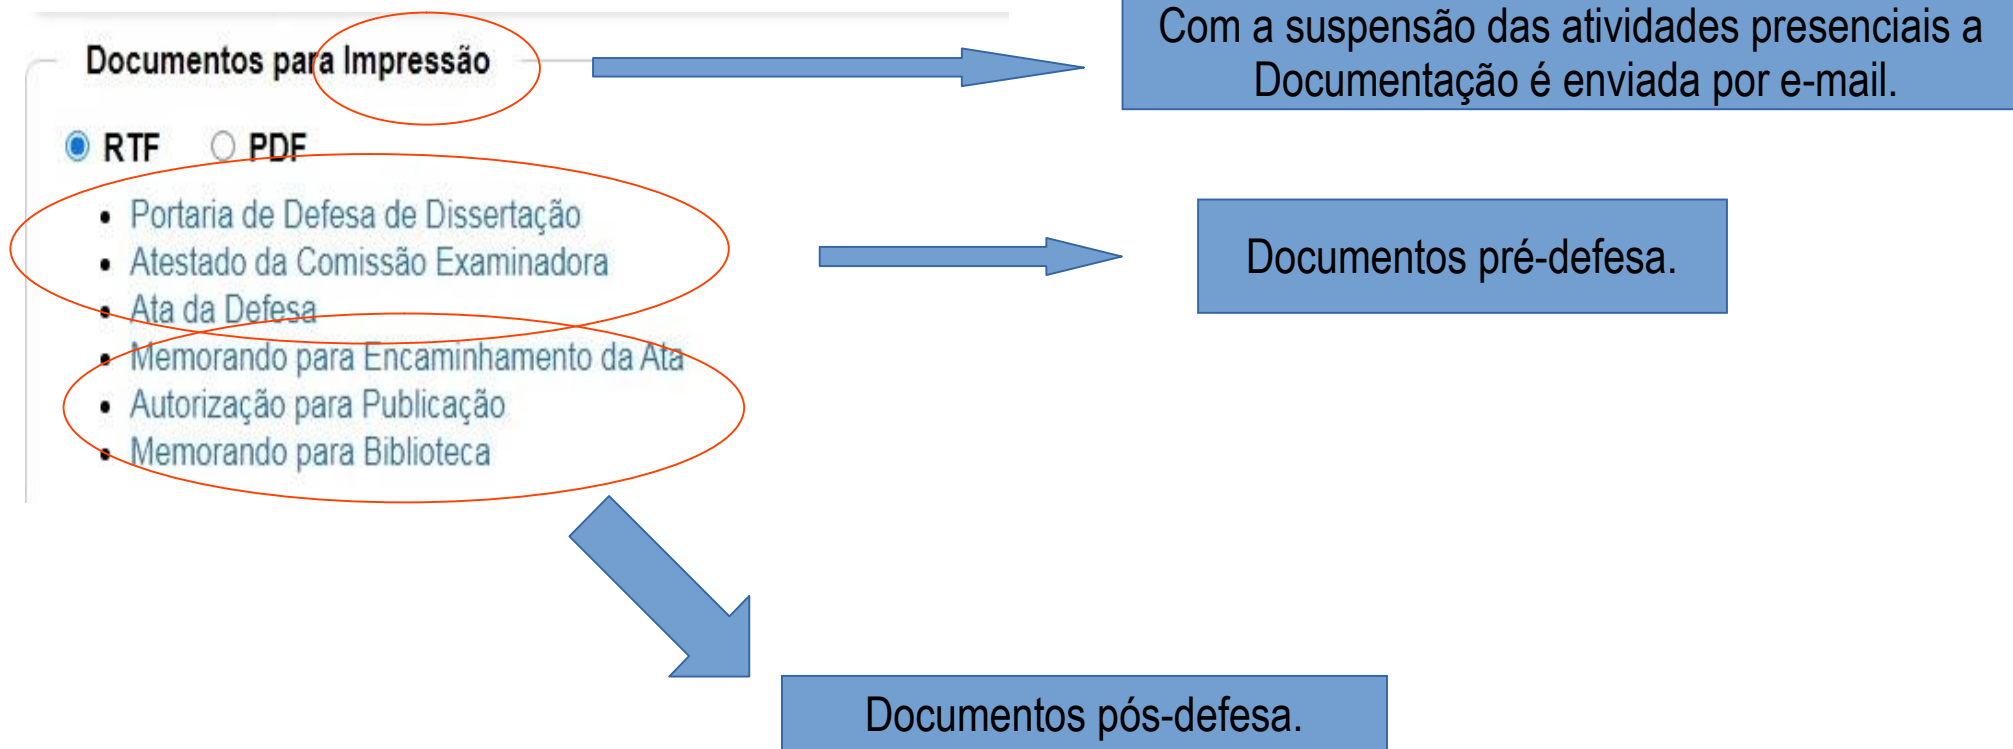 Com a suspensão das atividades presenciais a
Documentação é enviada por e-mail.
Documentos para Impressão
RTF PDF
Portaria de Defesa de Dissertação
Atestado da Comissão Examinadora
Ata da Defesa
Memorando para Encaminhamento da Ata
Autorização para Publicação
Memorando para Biblioteca
Documentos pré-defesa.
Documentos pós-defesa.